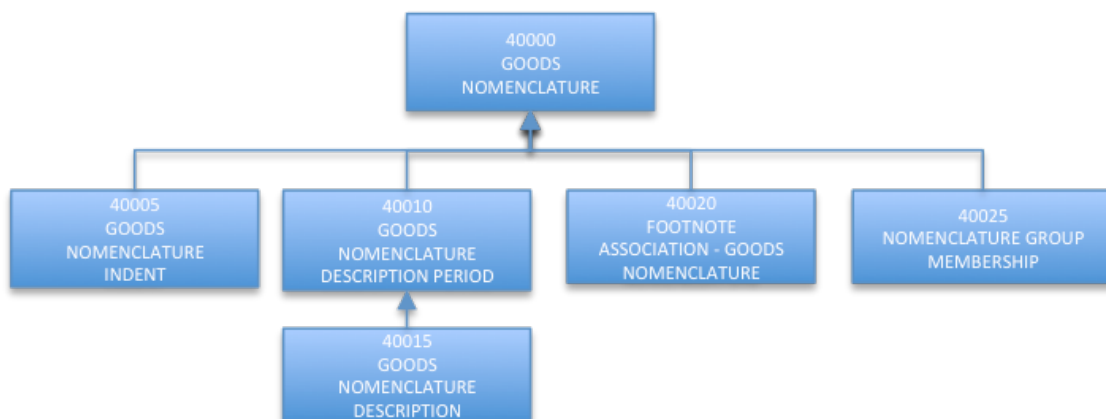 40000
GOODS
NOMENCLATURE
40005
GOODS
NOMENCLATURE
INDENT
40010
GOODS
NOMENCLATURE
DESCRIPTION PERIOD
40020
FOOTNOTE
ASSOCIATION - GOODS
NOMENCLATURE
40025
NOMENCLATURE GROUP
MEMBERSHIP
40015
GOODS
NOMENCLATURE
DESCRIPTION